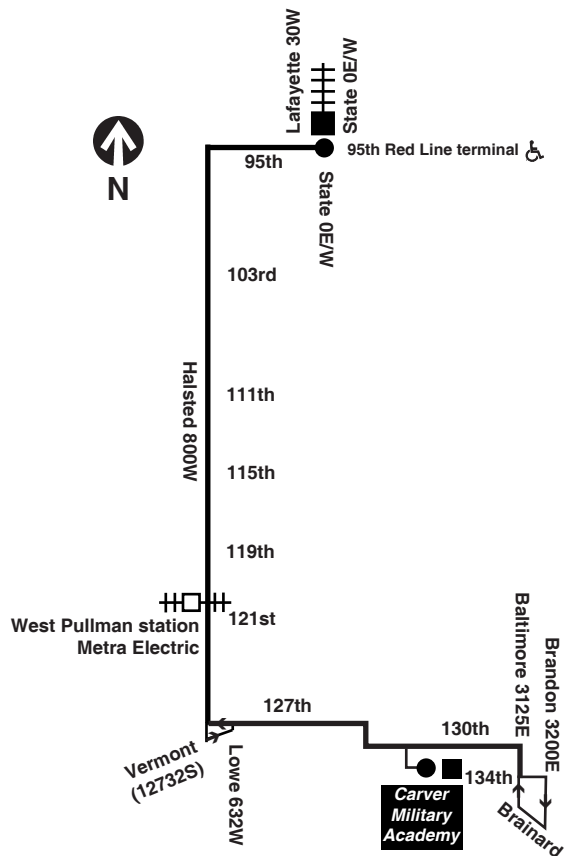 Lafayette 30W
State 0E/W
N
95th Red Line terminal
95th
State 0E/W
103rd
Halsted 800W
111th
115th
119th
121st
West Pullman station
Metra Electric
Baltimore 3125E
Brandon 3200E
127th
130th
Vermont
(12732S)
Lowe 632W
134th
Carver
Military
Academy
Brainard